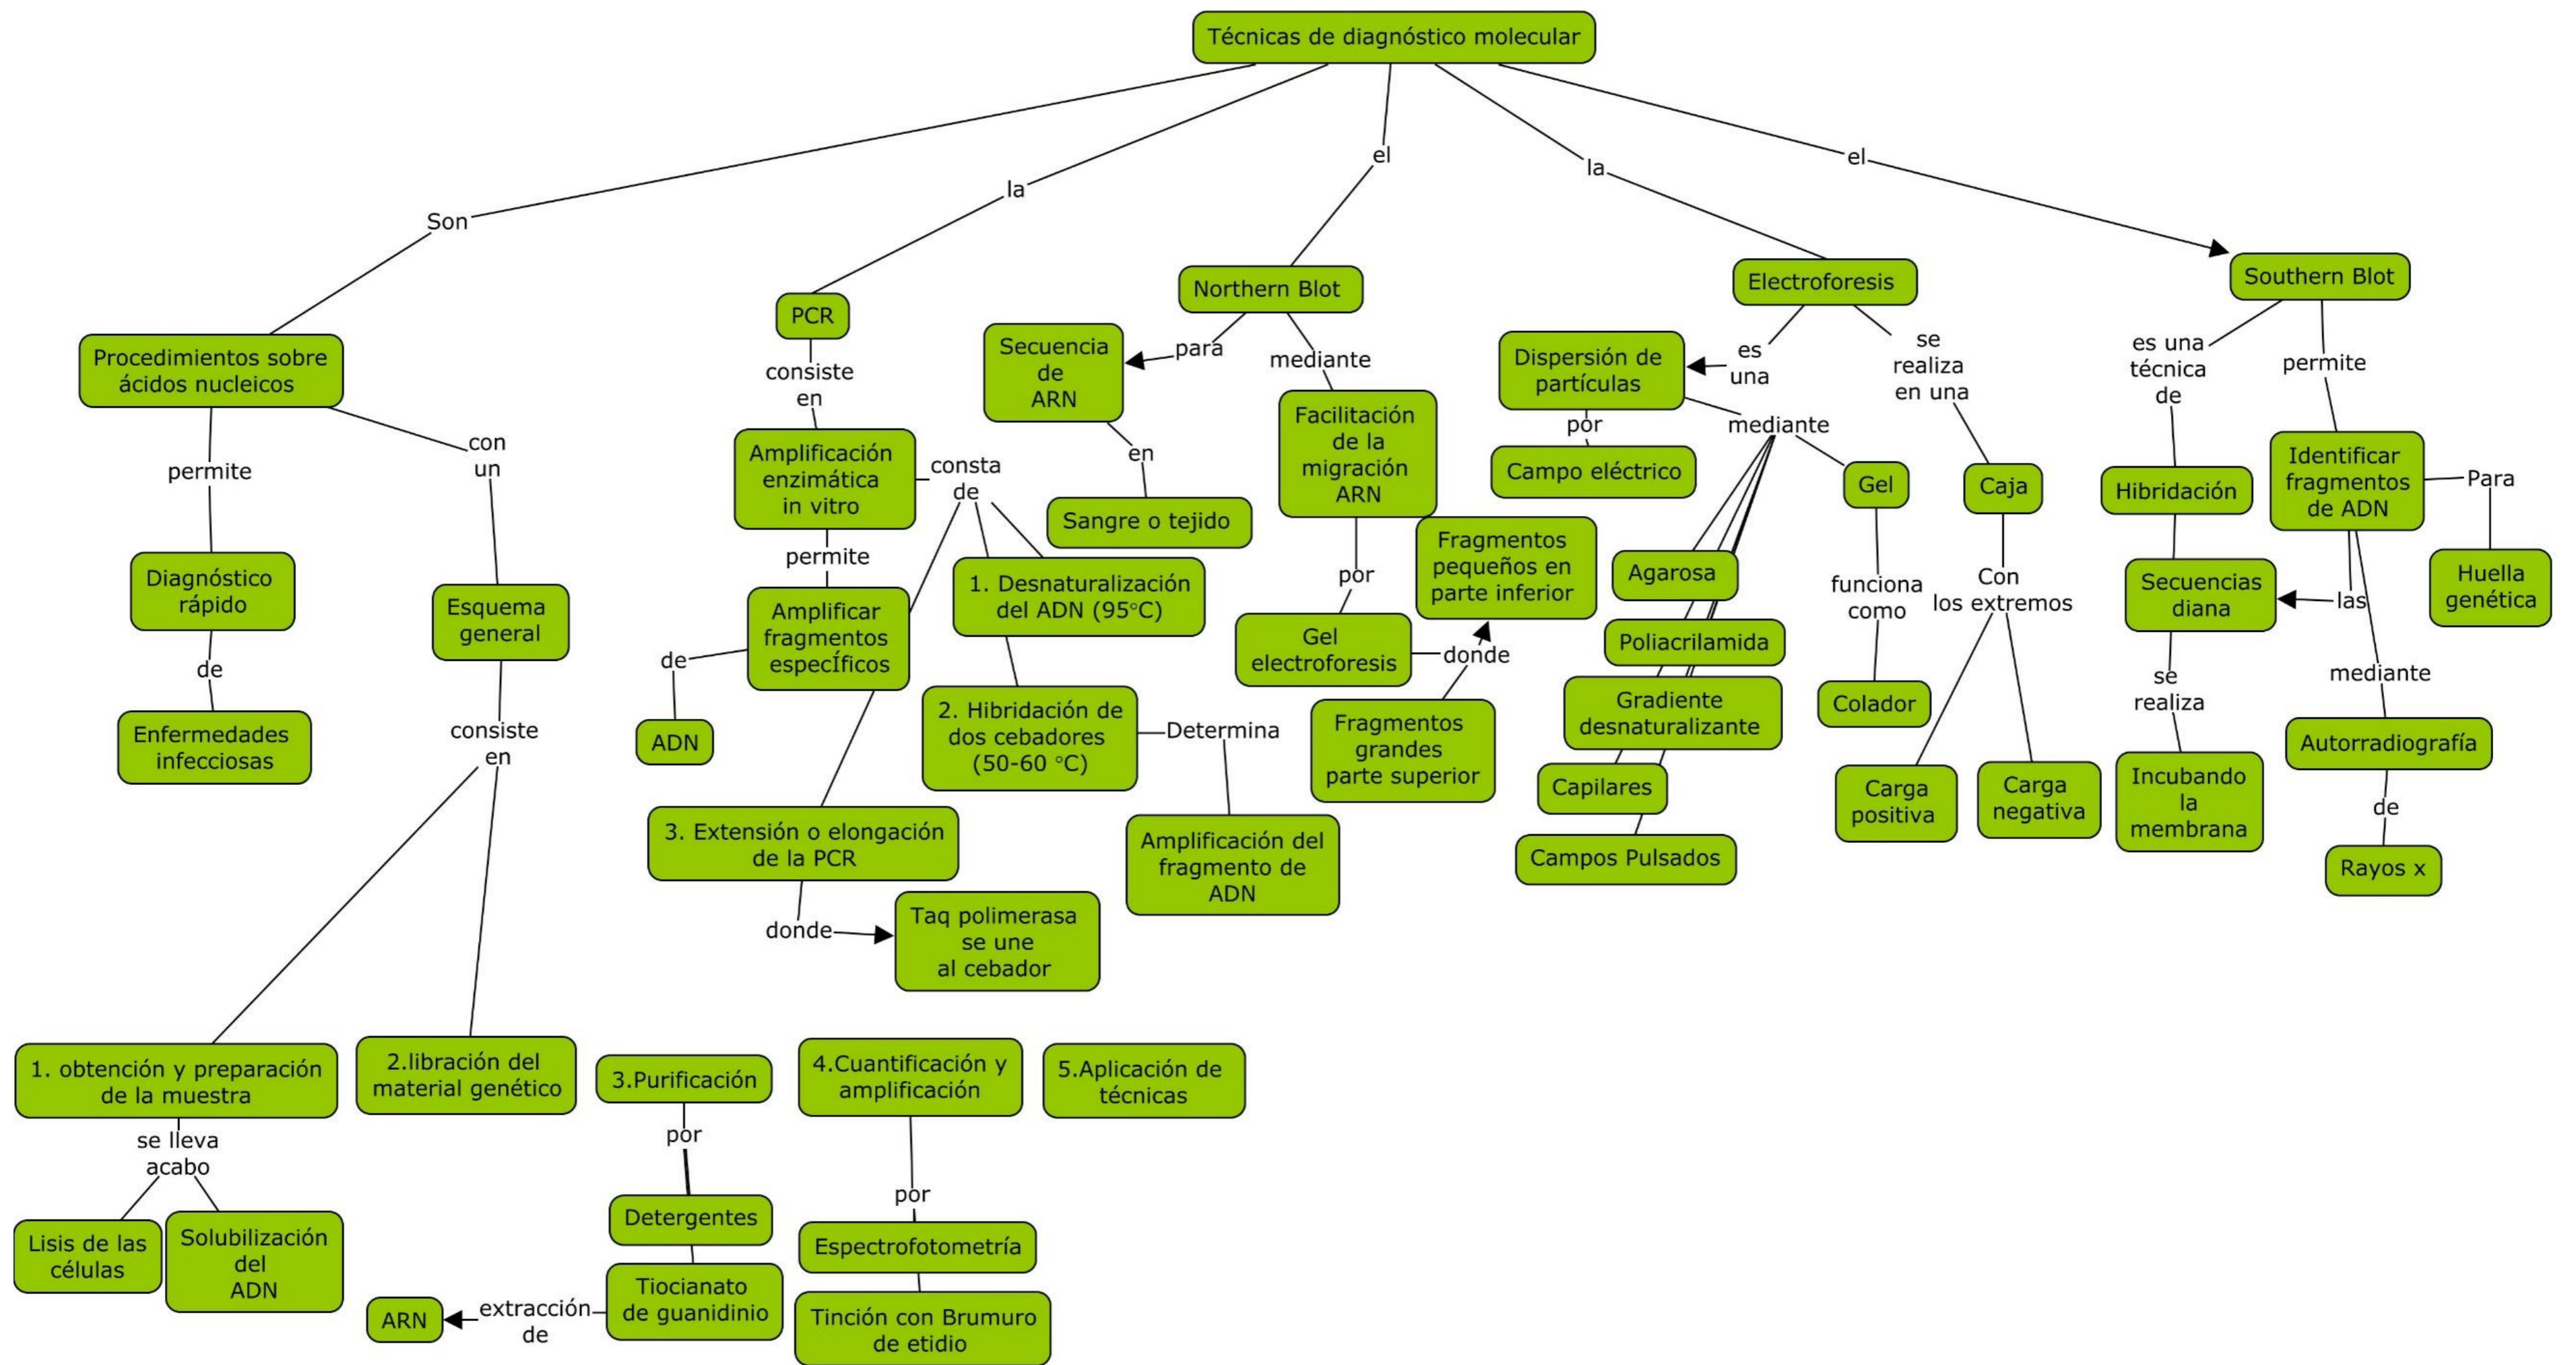 Técnicas de diagnóstico molecular
Son
la
el
la
el
Procedimientos sobre
ácidos nucleicos
permite
Diagnóstico
rápido
de
Enfermedades
infecciosas
con
un
Esquema
general
consiste
en
1. obtención y preparación
de la muestra
se lleva
acabo
Lisis de las
células
Solubilización
del
ADN
2.libración del
material genético
3.Purificación
por
Detergentes
Tiocianato
de guanidinio
extracción
de
ARN
4.Cuantificación y
amplificación
por
Espectrofotometría
Tinción con Brumuro
de etidio
5.Aplicación de
técnicas
PCR
consiste
en
Amplificación
enzimática
in vitro
permite
Amplificar
fragmentos
especÍficos
de
ADN
consta
de
1. Desnaturalización
del ADN (95°C)
2. Hibridación de
dos cebadores
(50-60 °C)
Determina
Amplificación del
fragmento de
ADN
3. Extensión o elongación
de la PCR
donde
Taq polimerasa
se une
al cebador
Northern Blot
para
Secuencia
de
ARN
en
Sangre o tejido
mediante
Facilitación
de la
migración
ARN
por
Gel
electroforesis
donde
Fragmentos
pequeños en
parte inferior
Fragmentos
grandes
parte superior
Electroforesis
es
una
Dispersión de
partículas
por
Campo eléctrico
mediante
Agarosa
Poliacrilamida
Gradiente
desnaturalizante
Capilares
Campos Pulsados
Gel
funciona
como
Colador
se
realiza
en una
Caja
Con
los extremos
Carga
positiva
Carga
negativa
Southern Blot
es una
técnica
de
Hibridación
Secuencias
diana
se
realiza
Incubando
la
membrana
permite
Identificar
fragmentos
de ADN
las
Para
Huella
genética
mediante
Autorradiografía
de
Rayos x